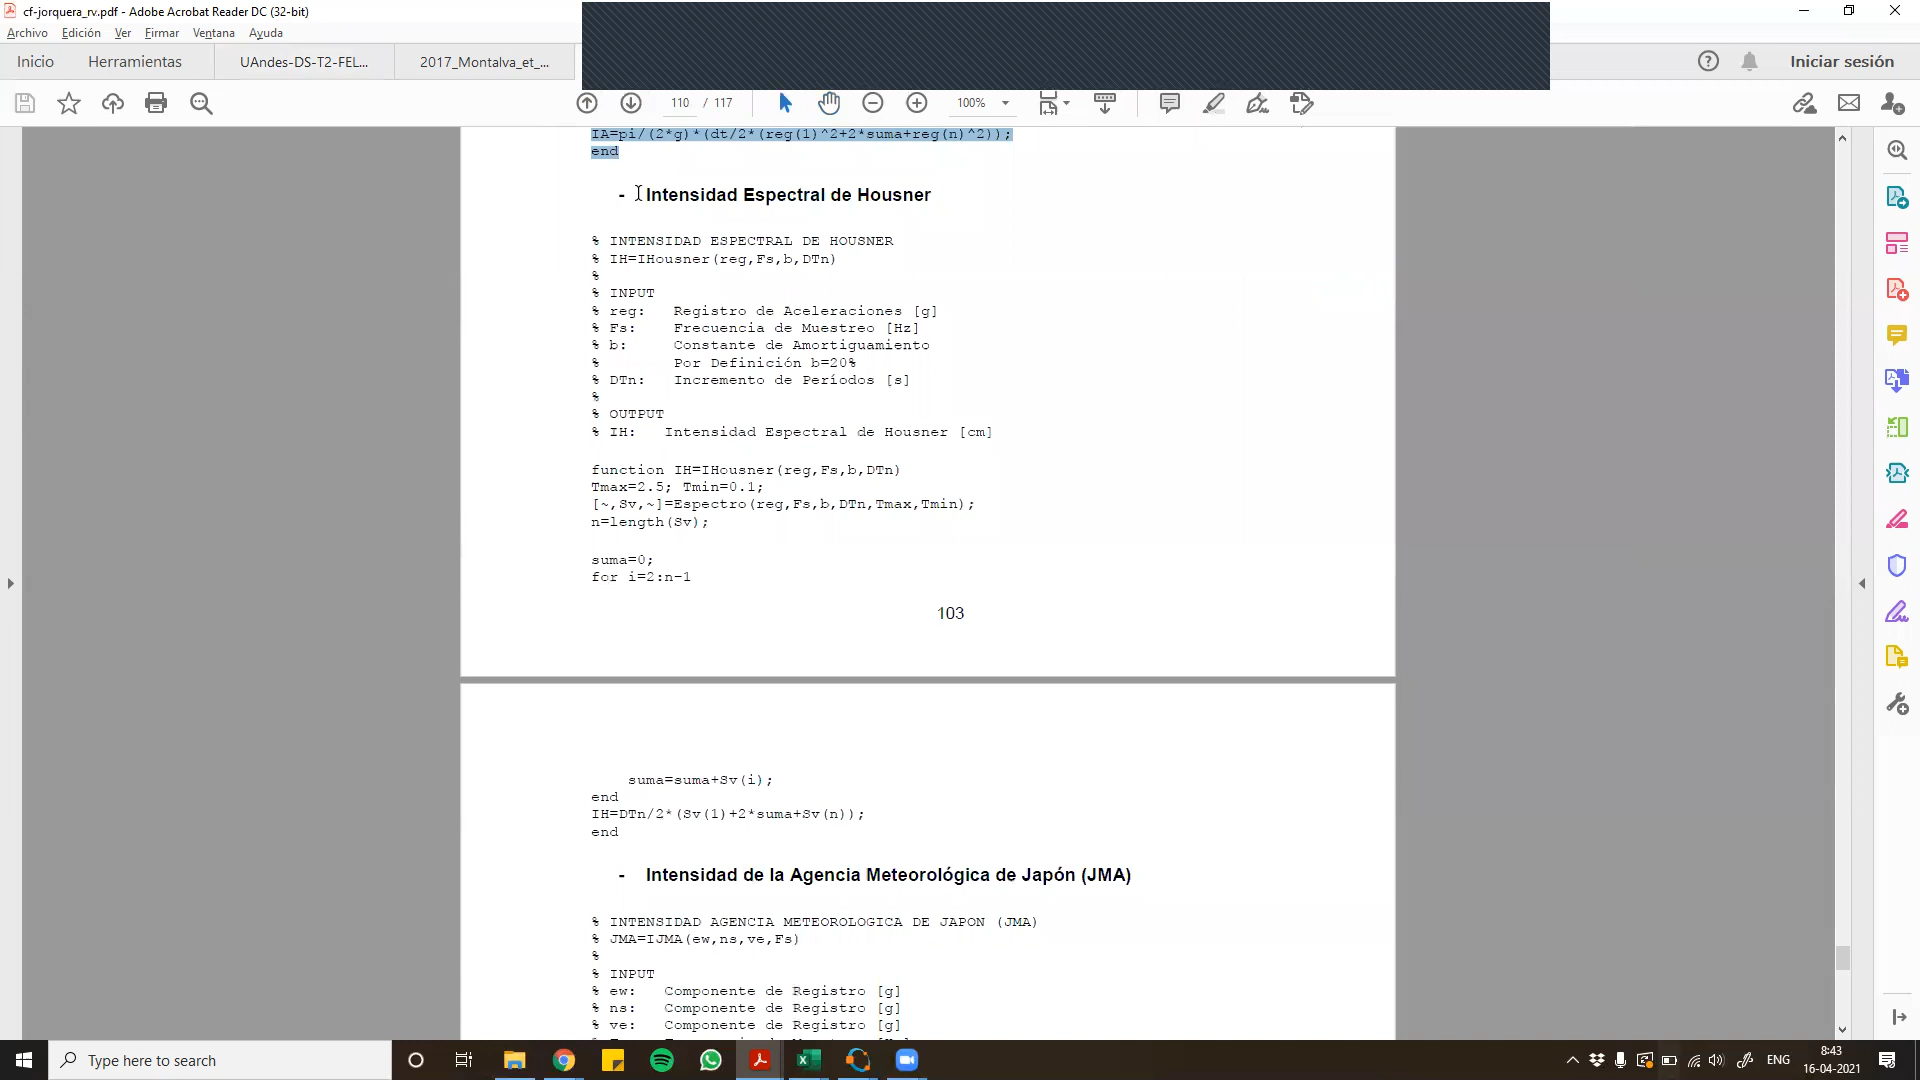 cf-jorquera_rv.pdf - Adobe Acrobat Reader DC (32-bit)
Archivo Edición Ver Firmar Ventana Ayuda
Inicio Herramientas UAndes-DS-T2-FEL... 2017_Montalva_et_... Iniciar sesión
110 / 117 100%
IA=pi/(2*g)*(dt/2*(reg(1)^2+2*suma+reg(n)^2));
end
- Intensidad Espectral de Housner
% INTENSIDAD ESPECTRAL DE HOUSNER
% IH=IHousner(reg,Fs,b,DTn)
%
% INPUT
% reg: Registro de Aceleraciones [g]
% Fs: Frecuencia de Muestreo [Hz]
% b: Constante de Amortiguamiento
% Por Definición b=20%
% DTn: Incremento de Períodos [s]
%
% OUTPUT
% IH: Intensidad Espectral de Housner [cm]
function IH=IHousner(reg,Fs,b,DTn)
Tmax=2.5; Tmin=0.1;
[~,Sv,~]=Espectro(reg,Fs,b,DTn,Tmax,Tmin);
n=length(Sv);
suma=0;
for i=2:n-1
103
suma=suma+Sv(i);
end
IH=DTn/2*(Sv(1)+2*suma+Sv(n));
end
- Intensidad de la Agencia Meteorológica de Japón (JMA)
% INTENSIDAD AGENCIA METEOROLOGICA DE JAPON (JMA)
% JMA=IJMA(ew,ns,ve,Fs)
%
% INPUT
% ew: Componente de Registro [g]
% ns: Componente de Registro [g]
% ve: Componente de Registro [g]
Type here to search
ENG
8:43
16-04-2021